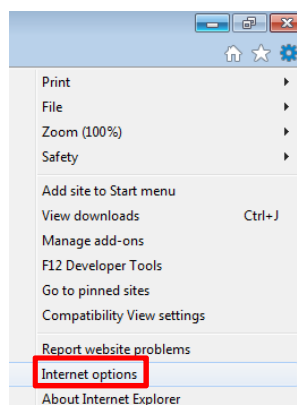 Print
File
Zoom (100%)
Safety
Add site to Start menu
View downloads Ctrl+J
Manage add-ons
F12 Developer Tools
Go to pinned sites
Compatibility View settings
Report website problems
Internet options
About Internet Explorer